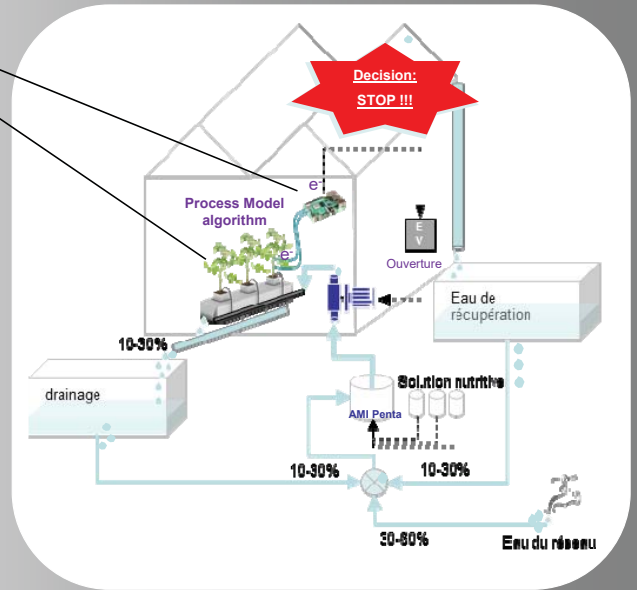 Decision:
STOP !!!
e-
Process Model
algorithm
e-
E
V
Ouverture
Eau de
récupération
10-30%
drainage
Solution nutritive
AMI Penta
10-30%
10-30%
30-60%
Eau du réseau